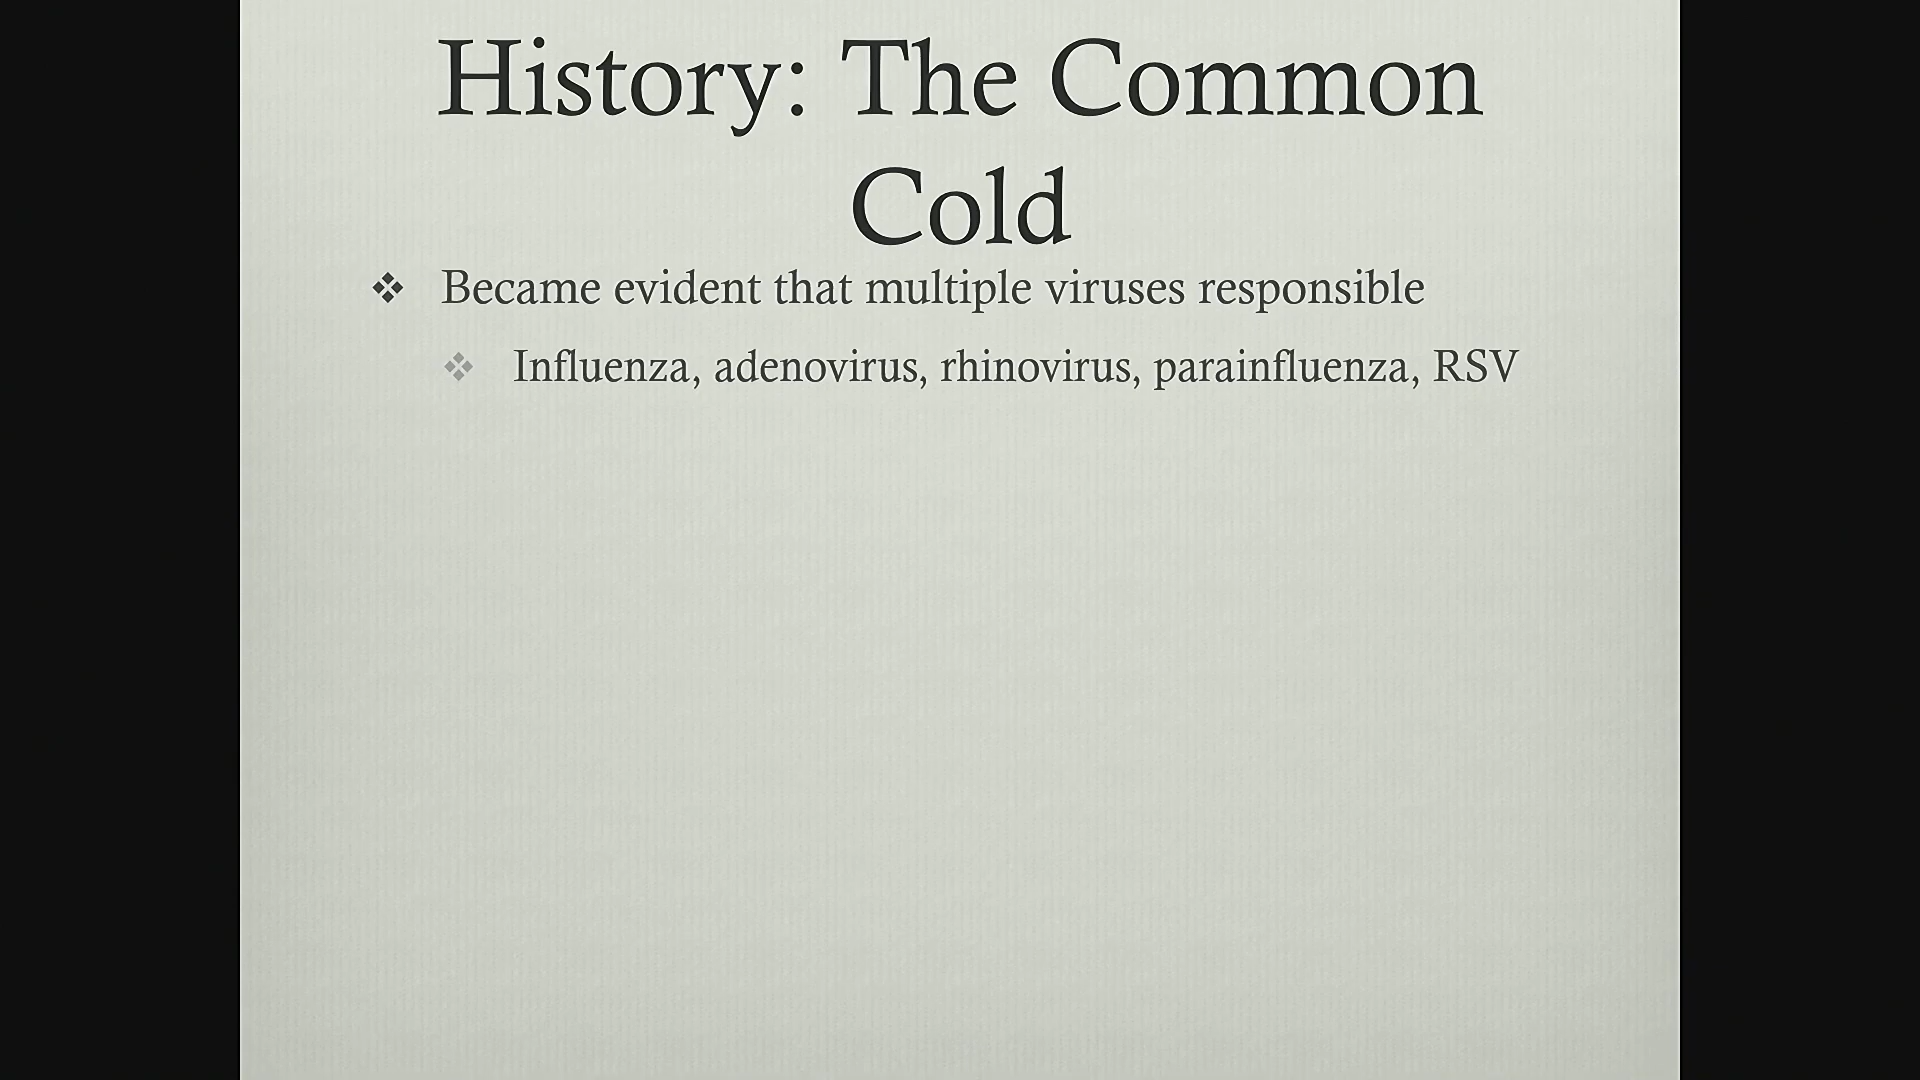 History: The Common
Cold
Became evident that multiple viruses responsible
Influenza, adenovirus, rhinovirus, parainfluenza, RSV